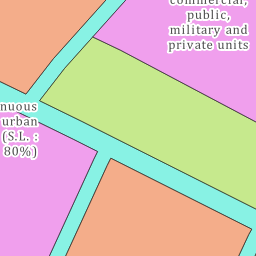 commercial,
public,
military and
private units
nuous
urban
(S.L. :
80%)